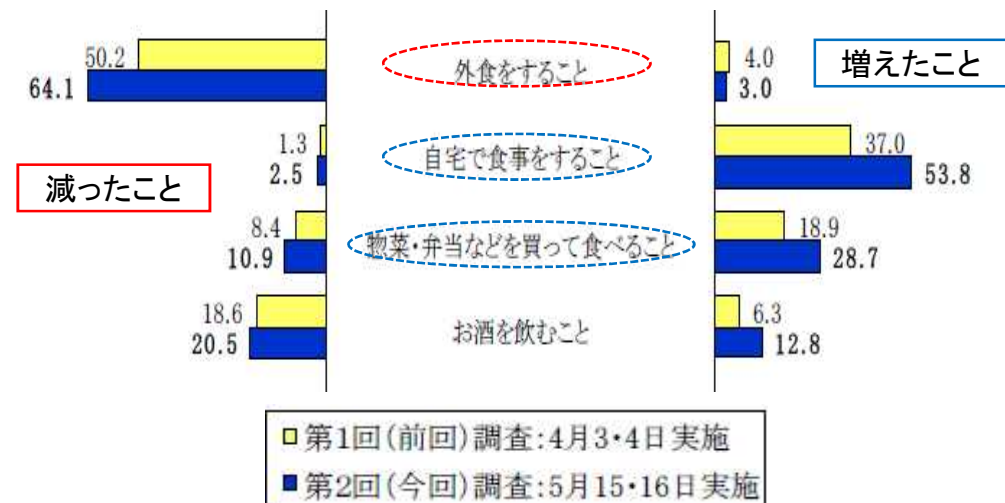 50.2
64.1
外食をすること
4.0
3.0
増えたこと
1.3
2.5
自宅で食事をすること
37.0
53.8
減ったこと
8.4
10.9
惣菜・弁当などを買って食べること
18.9
28.7
18.6
20.5
お酒を飲むこと
6.3
12.8
第1回(前回)調査:4月3・4日実施
第2回(今回)調査:5月15・16日実施